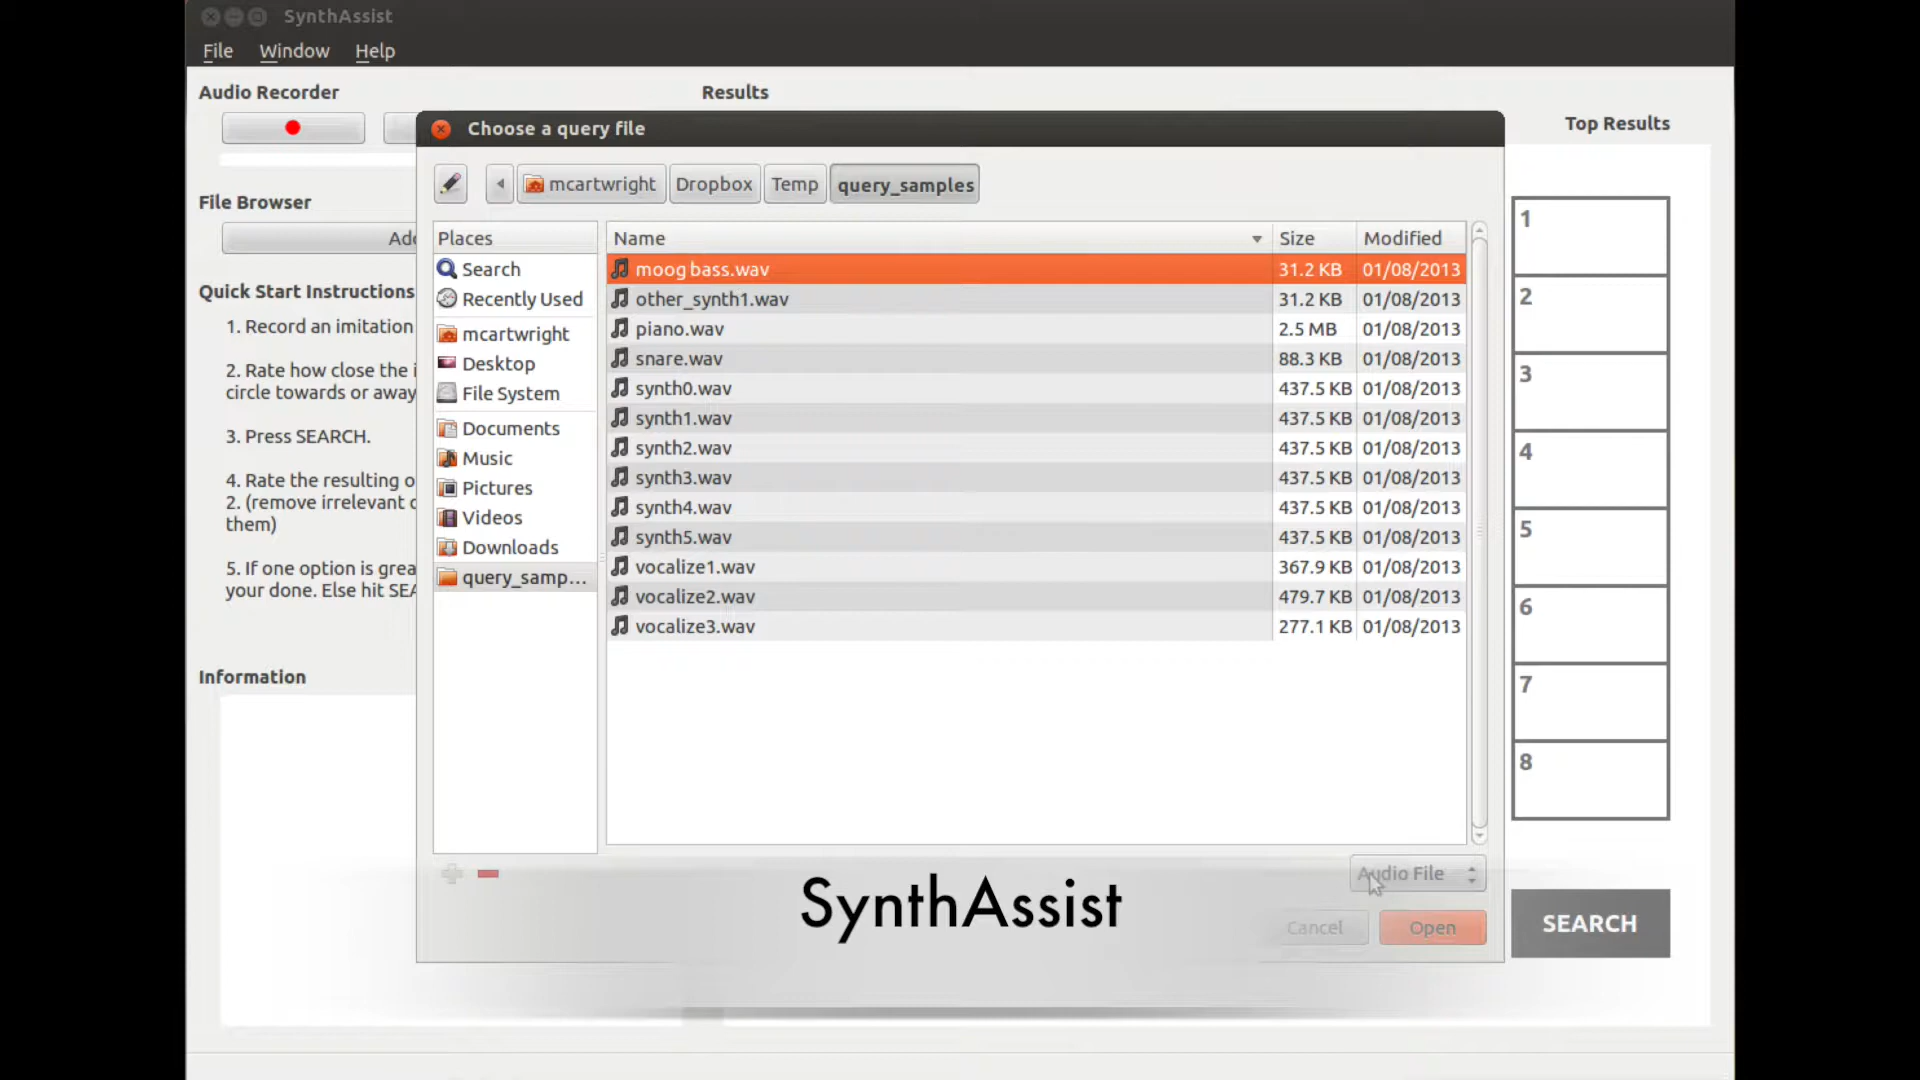 SynthAssist
File Window Help
Audio Recorder
Results
Top Results
File Browser
Quick Start Instructions
1. Record an imitation
2. Rate how close the i
circle towards or away
3. Press SEARCH.
4. Rate the resulting o
2. (remove irrelevant o
them)
5. If one option is grea
your done. Else hit SEA
Information
Choose a query file
mcartwright Dropbox Temp query_samples
Places
Search
Recently Used
mcartwright
Desktop
File System
Documents
Music
Pictures
Videos
Downloads
query_samp...
Name Size Modified
moog bass.wav 31.2 KB 01/08/2013
other_synth1.wav 31.2 KB 01/08/2013
piano.wav 2.5 MB 01/08/2013
snare.wav 88.3 KB 01/08/2013
synth0.wav 437.5 KB 01/08/2013
synth1.wav 437.5 KB 01/08/2013
synth2.wav 437.5 KB 01/08/2013
synth3.wav 437.5 KB 01/08/2013
synth4.wav 437.5 KB 01/08/2013
synth5.wav 437.5 KB 01/08/2013
vocalize1.wav 367.9 KB 01/08/2013
vocalize2.wav 479.7 KB 01/08/2013
vocalize3.wav 277.1 KB 01/08/2013
Audio File
Cancel Open
1
2
3
4
5
6
7
8
SEARCH
SynthAssist